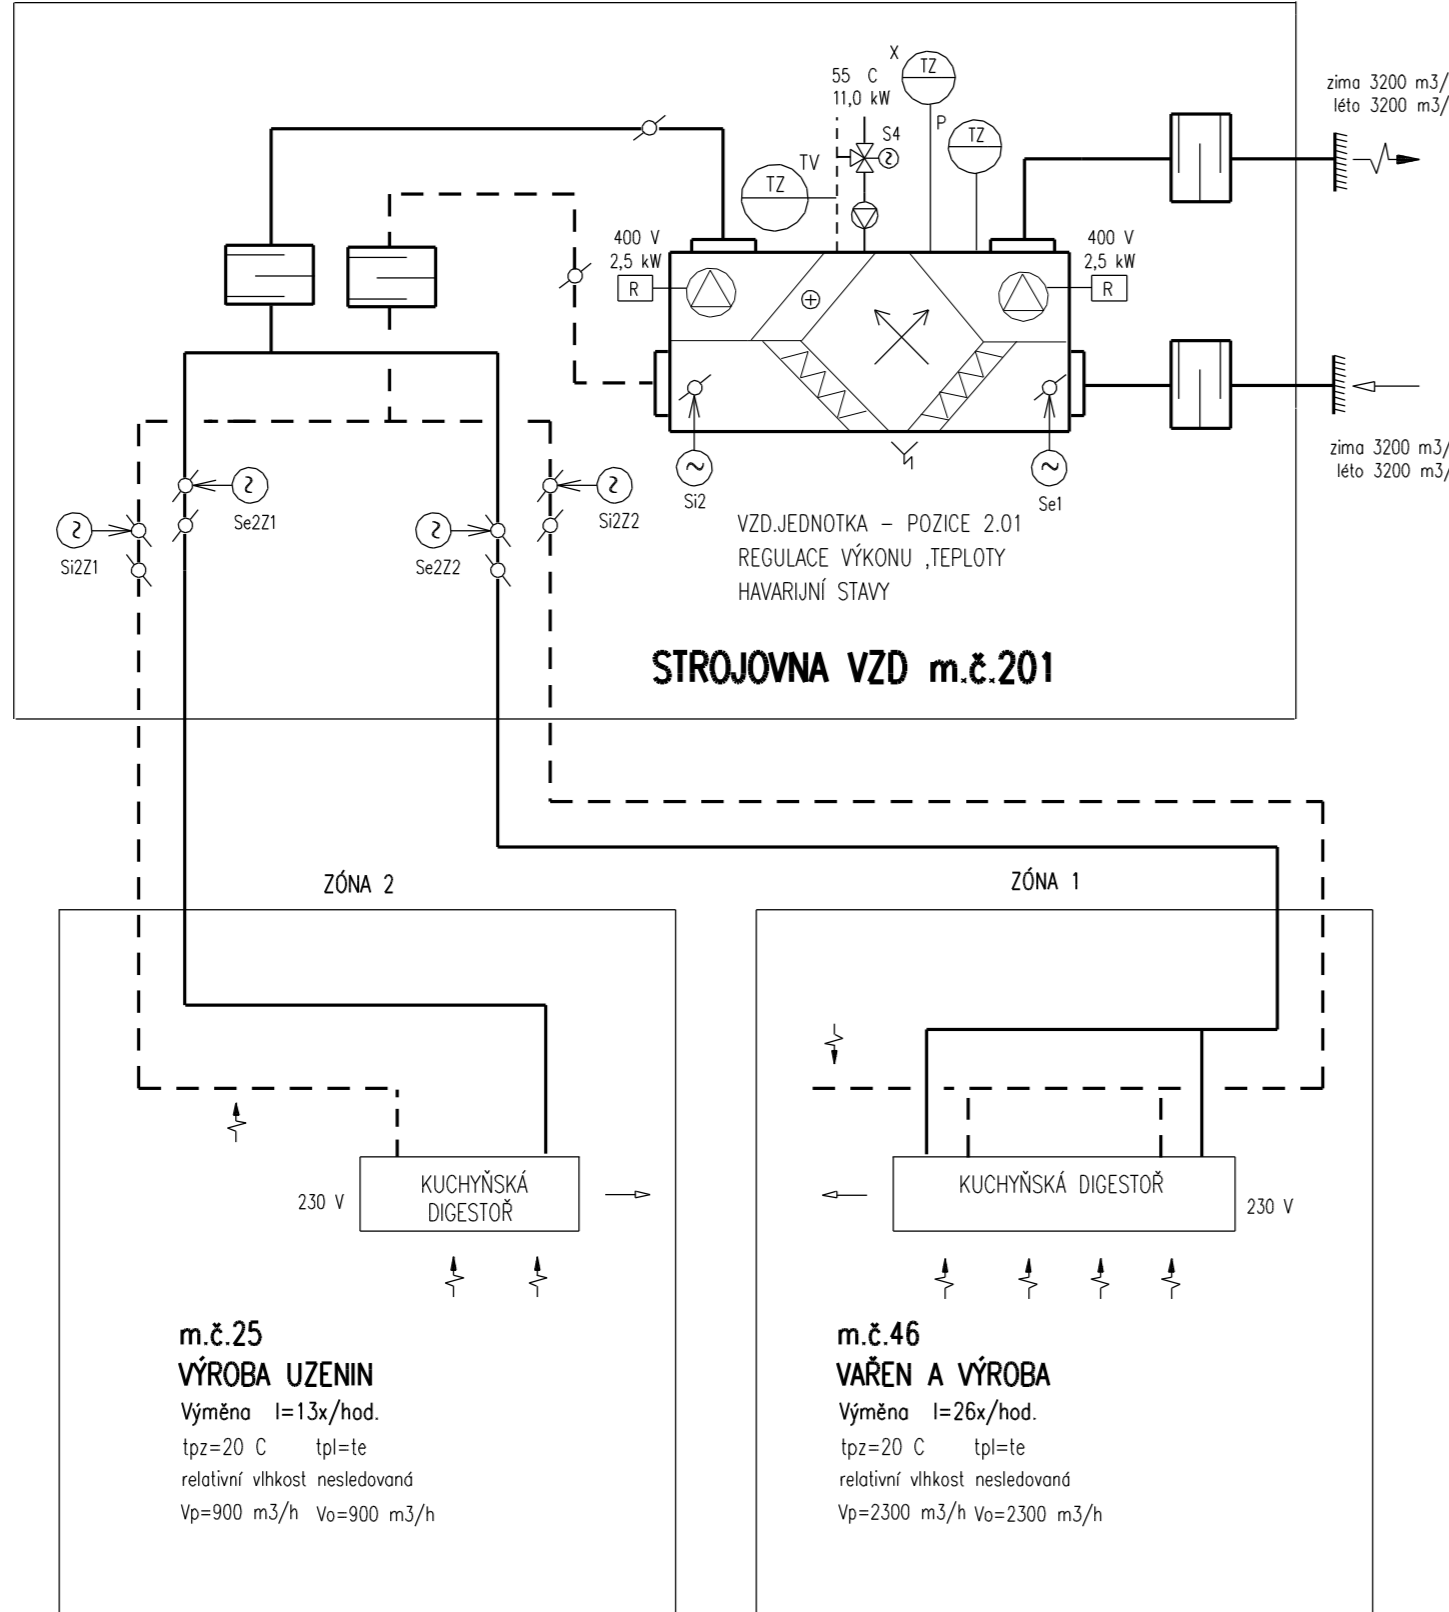 zima 3200 m3/
léto 3200 m3/
X
TZ
55 C
11,0 kW
P
TZ
S4
TV
TZ
400 V
2,5 kW
R
400 V
2,5 kW
R
zima 3200 m3/
léto 3200 m3/
Si2
Se1
Se2Z1
Si2Z2
Si2Z1
Se2Z2
VZD.JEDNOTKA – POZICE 2.01
REGULACE VÝKONU ,TEPLOTY
HAVARIJNÍ STAVY
STROJOVNA VZD m.č.201
ZÓNA 2
ZÓNA 1
KUCHYŇSKÁ
DIGESTOŘ
230 V
KUCHYŇSKÁ DIGESTOŘ
230 V
m.č.25
VÝROBA UZENIN
Výměna I=13x/hod.
tpz=20 C tpl=te
relativní vlhkost nesledovaná
Vp=900 m3/h Vo=900 m3/h
m.č.46
VAŘEN A VÝROBA
Výměna I=26x/hod.
tpz=20 C tpl=te
relativní vlhkost nesledovaná
Vp=2300 m3/h Vo=2300 m3/h